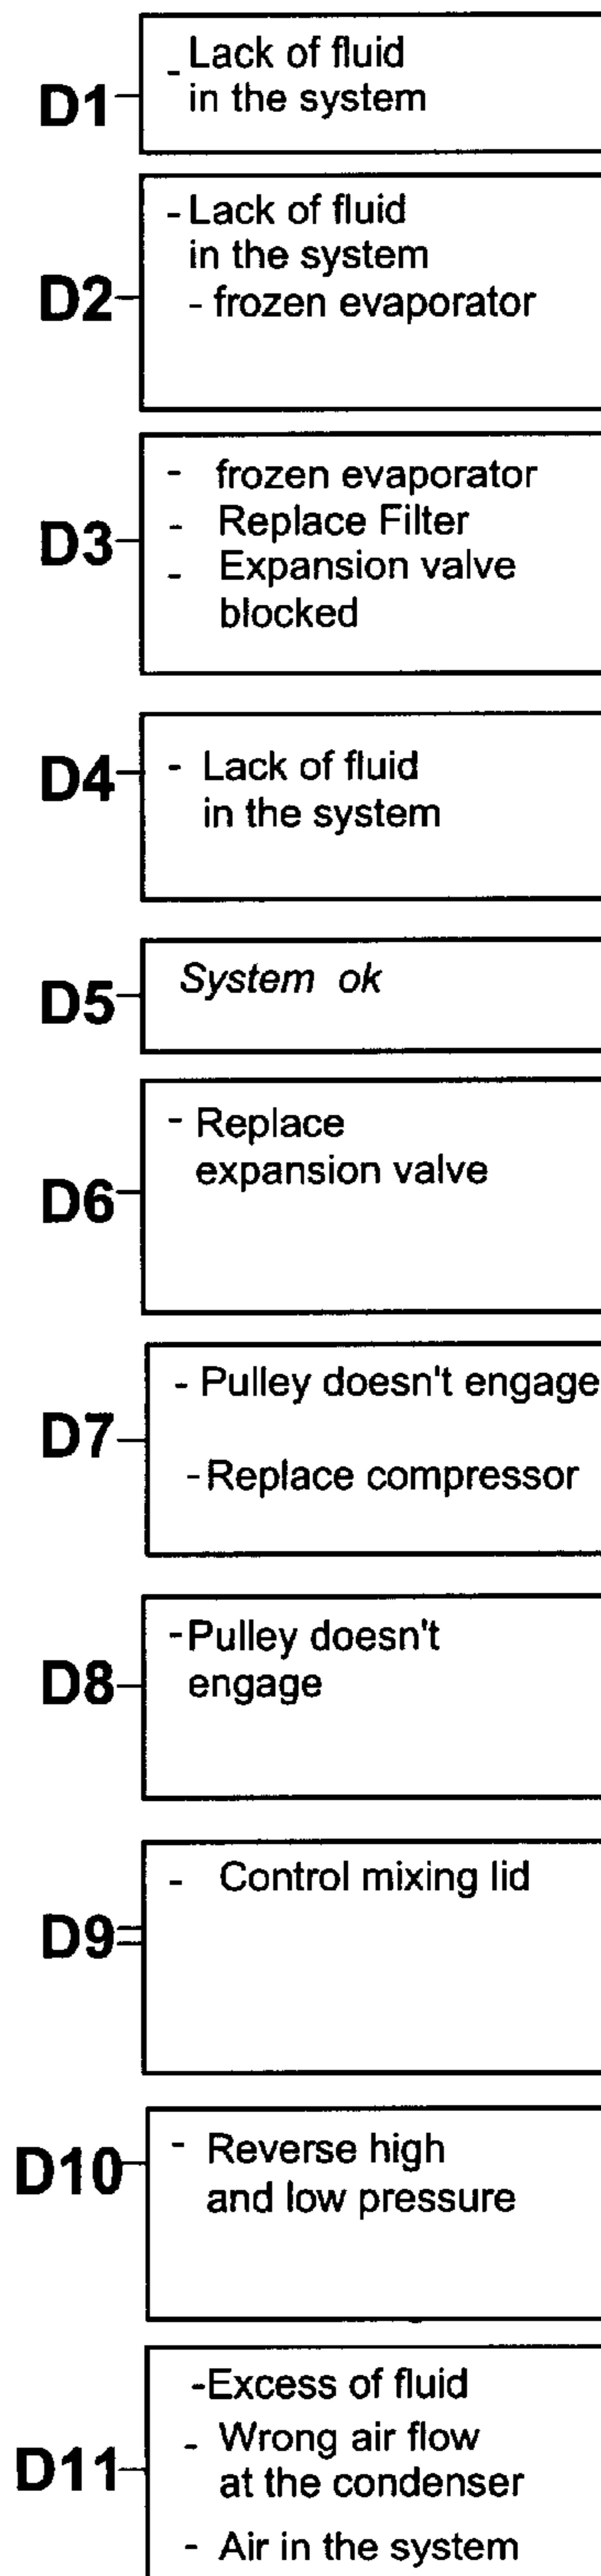 D1
- Lack of fluid
in the system
D2
- Lack of fluid
in the system
- frozen evaporator
D3
- frozen evaporator
- Replace Filter
- Expansion valve
blocked
D4
- Lack of fluid
in the system
D5
System ok
D6
- Replace
expansion valve
D7
- Pulley doesn't engage
- Replace compressor
D8
- Pulley doesn't
engage
D9
- Control mixing lid
D10
- Reverse high
and low pressure
D11
- Excess of fluid
- Wrong air flow
at the condenser
- Air in the system